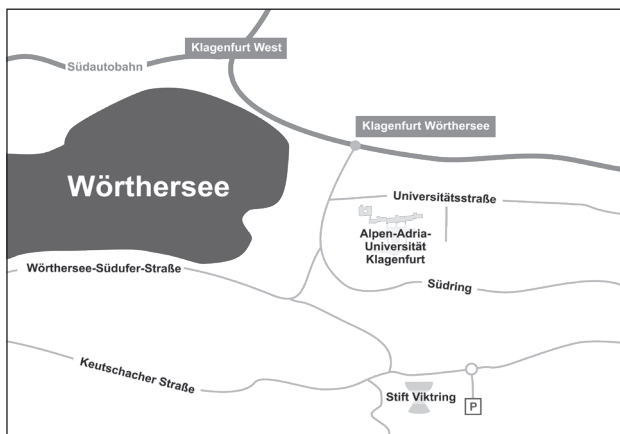 Klagenfurt West
Südautobahn
Klagenfurt Wörthersee
Wörthersee
Universitätsstraße
Alpen-Adria-
Universität
Klagenfurt
Wörthersee-Südufer-Straße
Südring
Keutschacher Straße
Stift Viktring
P